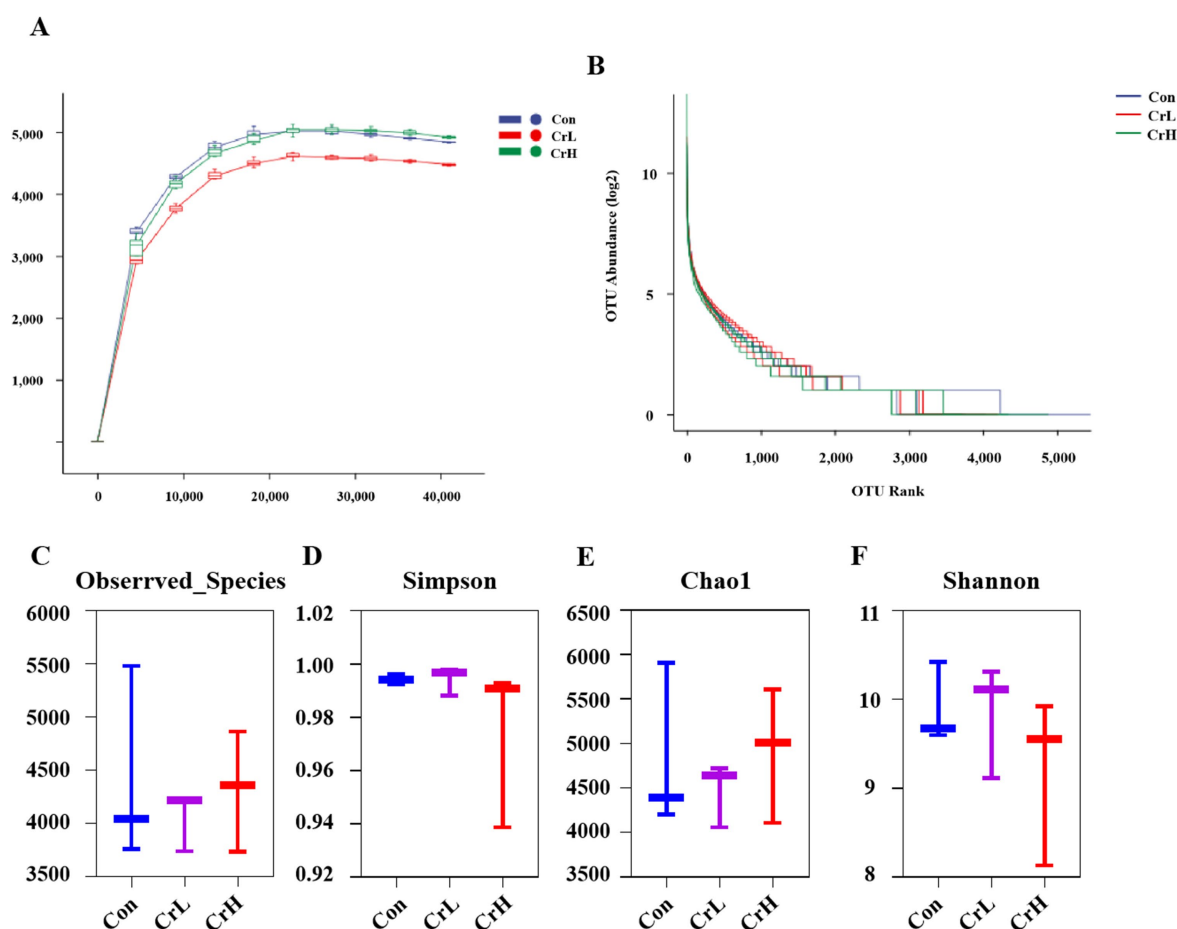 A
5,000
4,000
3,000
2,000
1,000
0
10,000
20,000
30,000
40,000
Con
CrL
CrH
B
Con
CrL
CrH
OTU Abundance (log2)
10
5
0
0
1,000
2,000
3,000
4,000
5,000
OTU Rank
C
Obserrved_Species
6000
5500
5000
4500
4000
3500
Con
CrL
CrH
D
Simpson
1.02
1.00
0.98
0.96
0.94
0.92
Con
CrL
CrH
E
Chao1
6500
6000
5500
5000
4500
4000
3500
Con
CrL
CrH
F
Shannon
11
10
9
8
Con
CrL
CrH